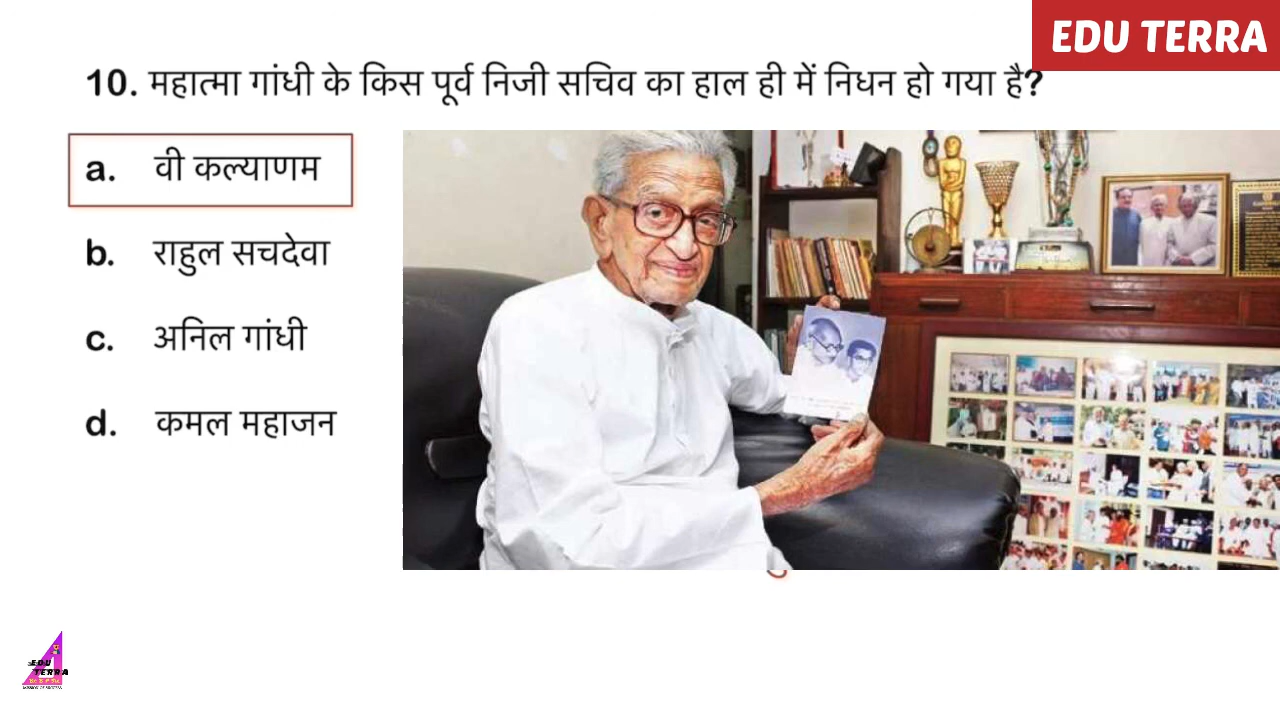 EDU TERRA
10. महात्मा गांधी के किस पूर्व निजी सचिव का हाल ही में निधन हो गया है?
a. वी कल्याणम
b. राहुल सचदेवा
c. अनिल गांधी
d. कमल महाजन
EDU
TERRA